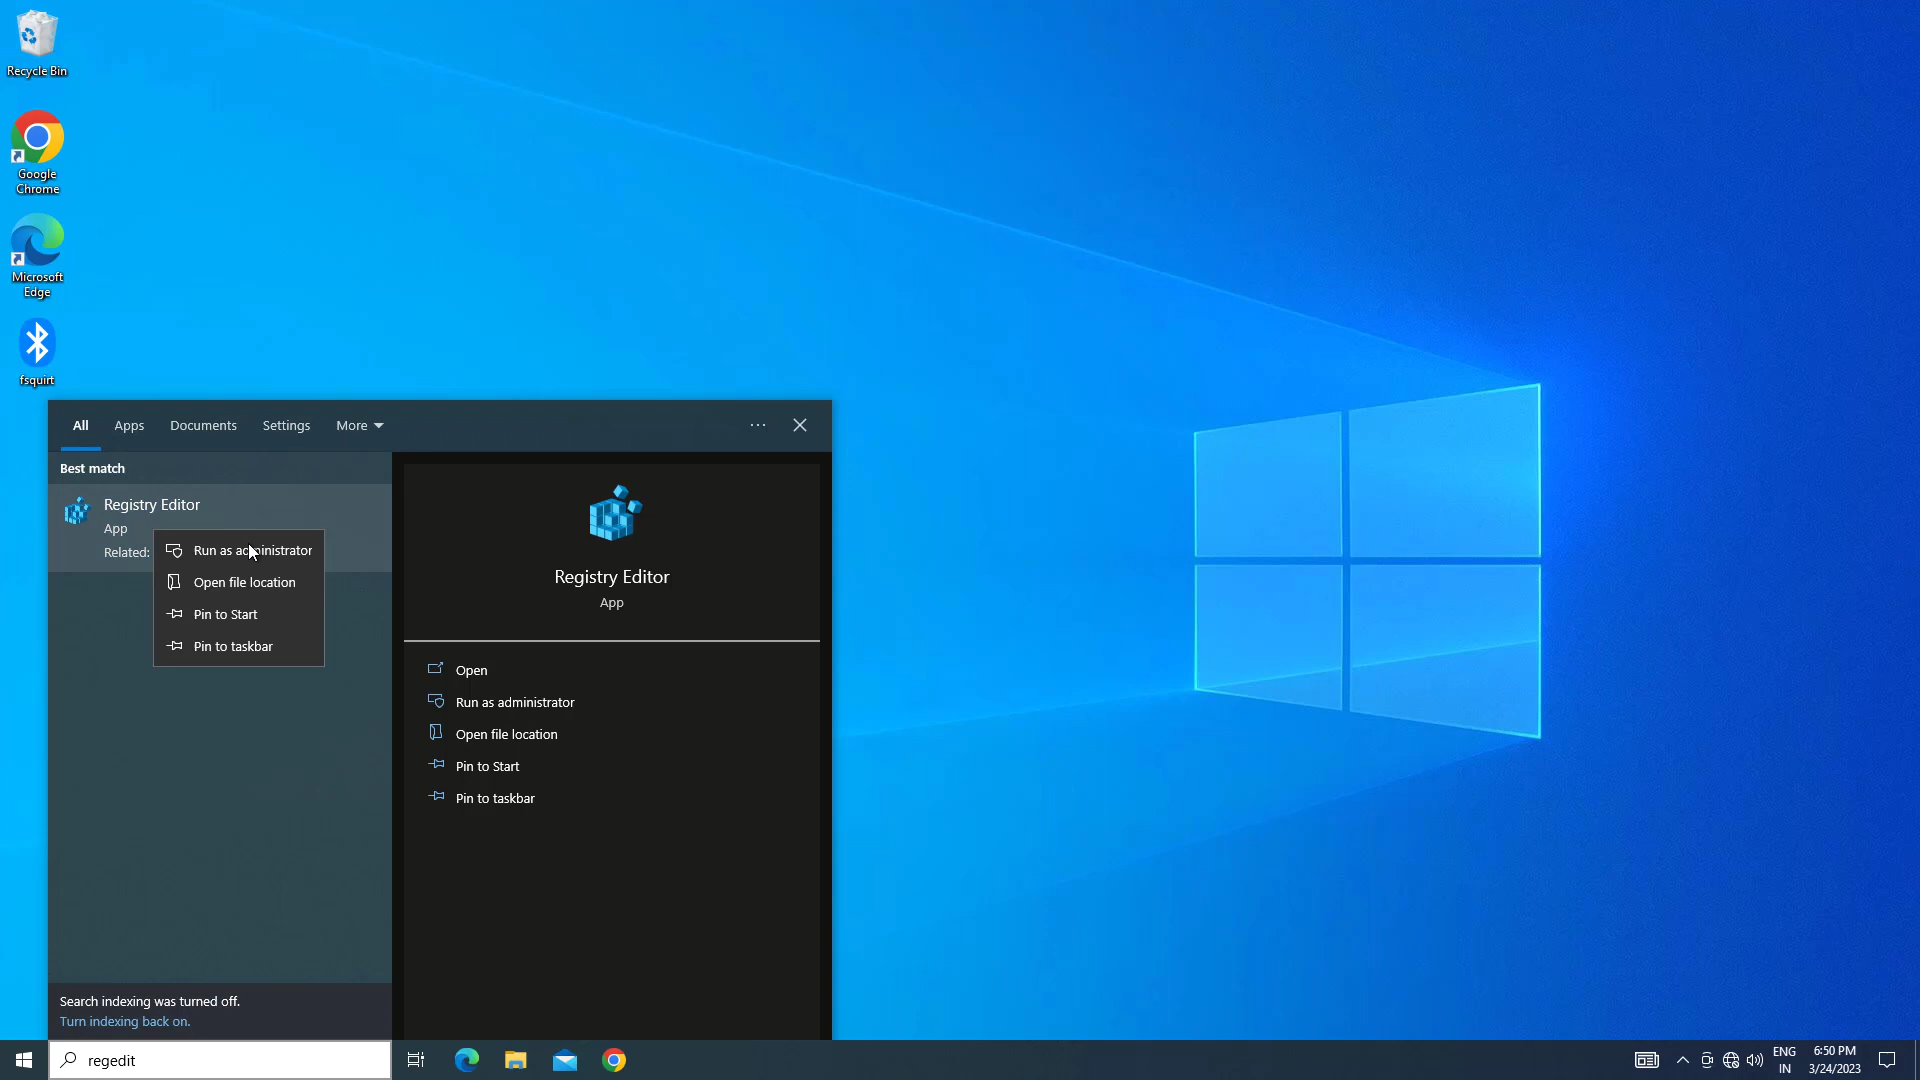 Recycle Bin
Google
Chrome
Microsoft
Edge
fsquirt
All Apps Documents Settings More
Best match
Registry Editor
App
Related:
Run as administrator
Open file location
Pin to Start
Pin to taskbar
Registry Editor
App
Open
Run as administrator
Open file location
Pin to Start
Pin to taskbar
Search indexing was turned off.
Turn indexing back on.
regedit
ENG
IN
6:50 PM
3/24/2023